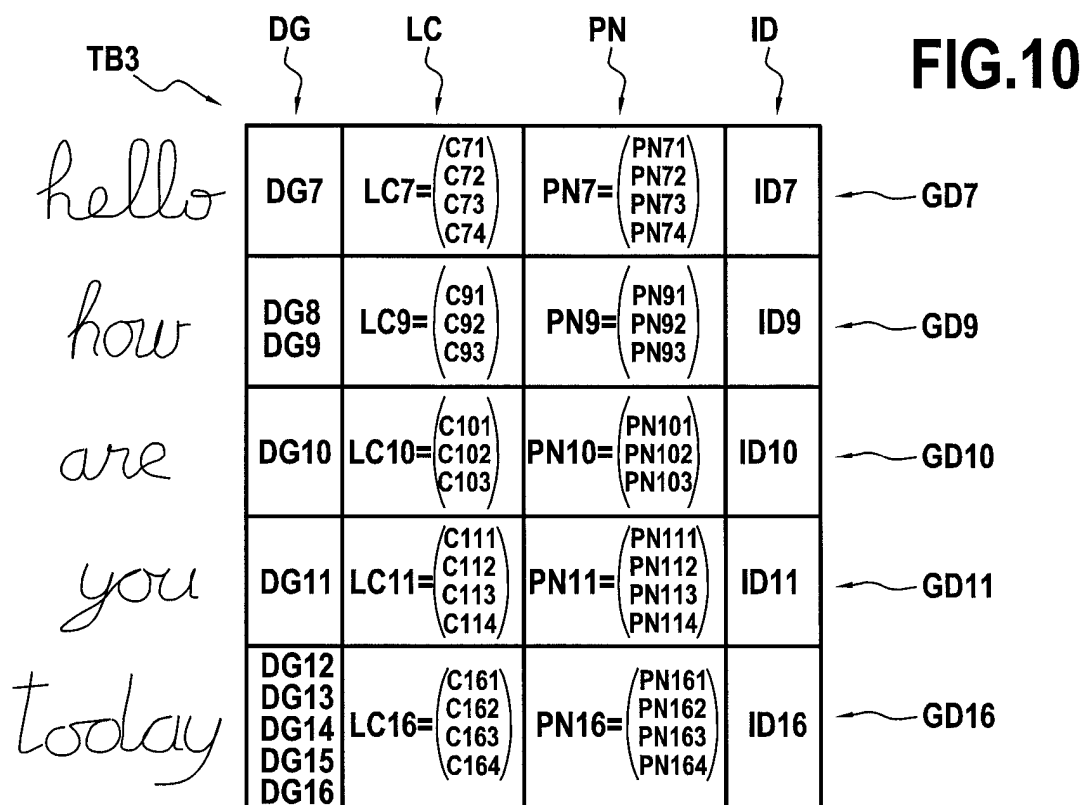 FIG.10
TB3 DG LC PN ID
hello DG7 LC7= C71 C72 C73 C74 PN7= PN71 PN72 PN73 PN74 ID7 GD7
how DG8 DG9 LC9= C91 C92 C93 PN9= PN91 PN92 PN93 ID9 GD9
are DG10 LC10= C101 C102 C103 PN10= PN101 PN102 PN103 ID10 GD10
you DG11 LC11= C111 C112 C113 C114 PN11= PN111 PN112 PN113 PN114 ID11 GD11
today DG12 DG13 DG14 DG15 DG16 LC16= C161 C162 C163 C164 PN16= PN161 PN162 PN163 PN164 ID16 GD16